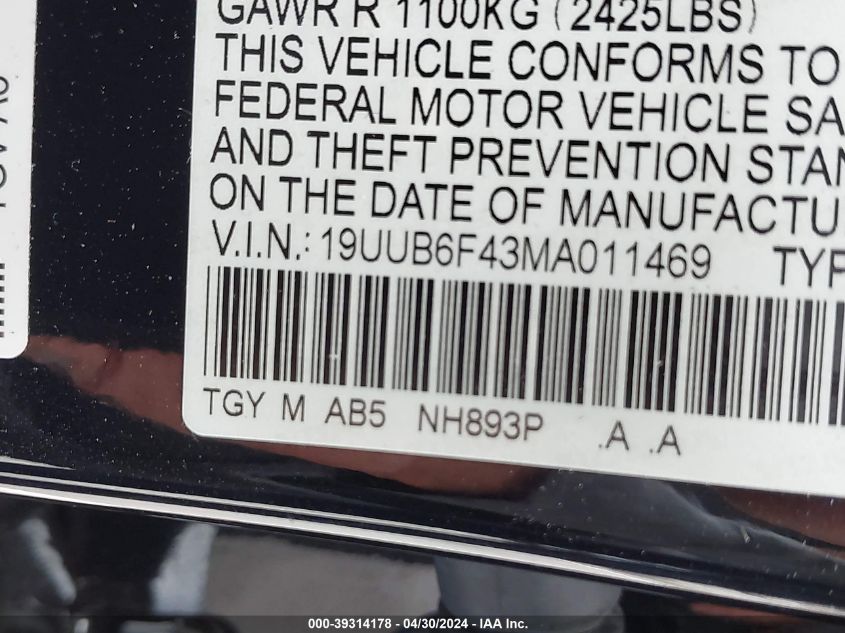 GAWR R 1100KG (2425LBS)
THIS VEHICLE CONFORMS TO
FEDERAL MOTOR VEHICLE SA
AND THEFT PREVENTION STAN
ON THE DATE OF MANUFACTU
V.I.N.: 19UUB6F43MA011469 TYP
TGY M AB5 NH893P .A .A
000-39314178 | 04/30/2024 | IAA Inc.